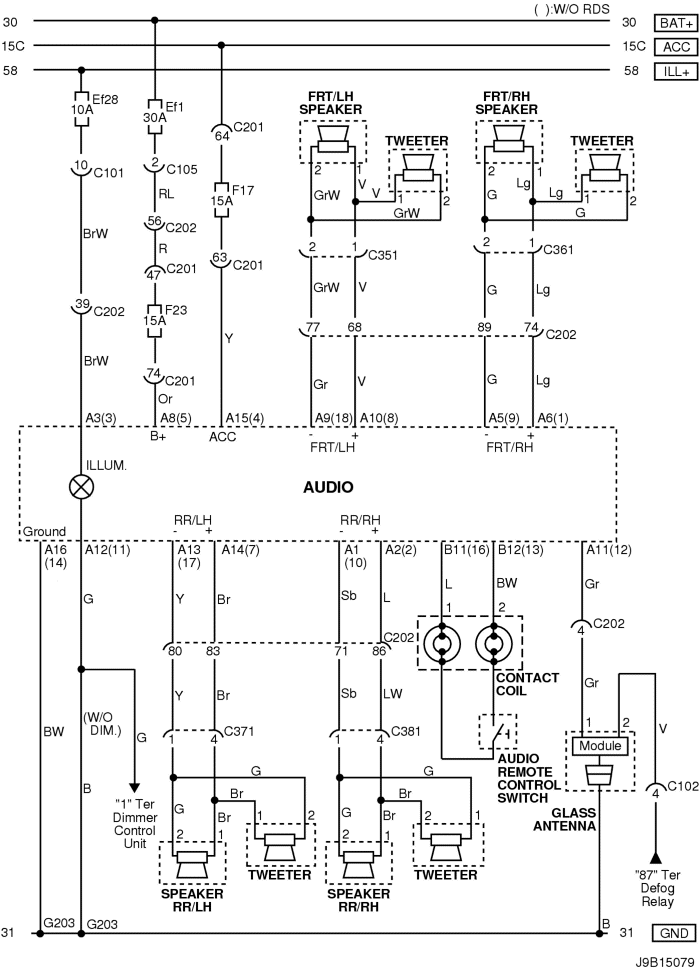 ( ):W/O RDS
30 30 BAT+
15C 15C ACC
58 58 ILL+
Ef28
10A
Ef1
30A
FRT/LH
SPEAKER
FRT/RH
SPEAKER
TWEETER
TWEETER
64 C201
10 C101
2 C105
RL
F17
15A
2 1
GrW V
V 1 2
GrW
2 1
G Lg
Lg 1 2
G
56 C202
R
BrW
47 C201
63 C201
2 1 C351
2 1 C361
GrW V
G Lg
39 C202
F23
15A
77 68 89 74 C202
Y
BrW
74 C201
Or
Gr V G Lg
A3(3) A8(5) A15(4) A9(18) A10(8) A5(9) A6(1)
B+ ACC - + - +
FRT/LH FRT/RH
ILLUM.
AUDIO
RR/LH RR/RH
- + - +
Ground
A16
(14)
A12(11)
A13
(17)
A14(7)
A1
(10)
A2(2)
B11(16)
B12(13)
A11(12)
G Y Br Sb L L BW Gr
1 2
4 C202
80 83 71 86 C202
CONTACT
COIL
Y Br Sb LW Gr
BW
(W/O
DIM.)
G
1 4 C371
1 4 C381
1 2
V
Module
AUDIO
REMOTE
CONTROL
SWITCH
B
G
Br
G
Br
"1" Ter
Dimmer
Control
Unit
G Br 1 2
G Br 2 1
2 1
2 1
GLASS
ANTENNA
4 C102
TWEETER
TWEETER
SPEAKER
RR/LH
SPEAKER
RR/RH
"87" Ter
Defog
Relay
31 G203 G203 B 31 GND
J9B15079